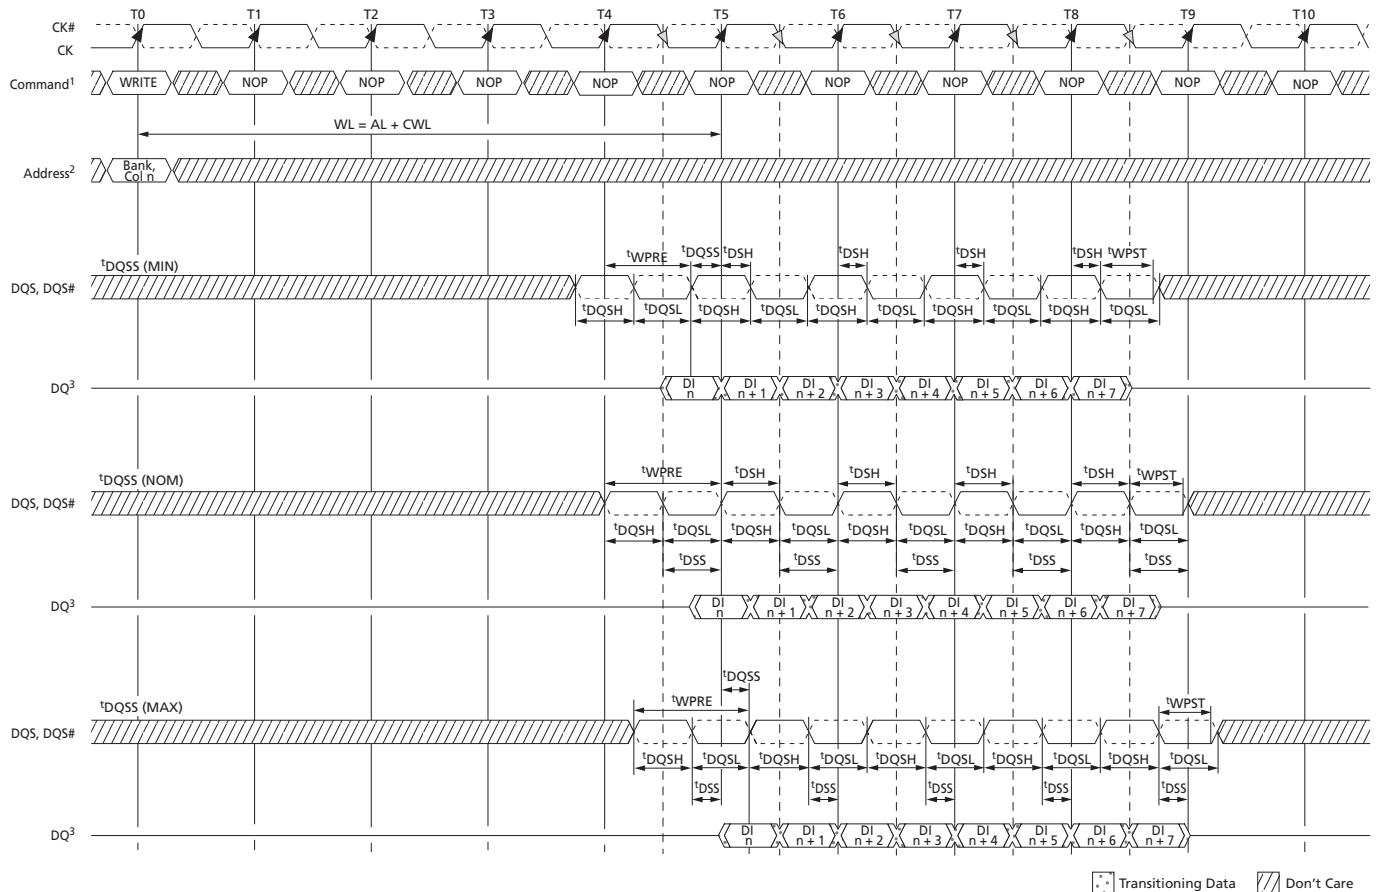 T0 T1 T2 T3 T4 T5 T6 T7 T8 T9 T10
CK#
CK
Command1 WRITE NOP NOP NOP NOP NOP NOP NOP NOP NOP NOP
WL = AL + CWL
Address2 Bank, Col n
tDQSS (MIN) tWPRE tDQSS tDSH tDSH tDSH tDSH tWPST
DQS, DQS#
tDQSH tDQSL tDQSH tDQSL tDQSH tDQSL tDQSH tDQSL tDQSH tDQSL
DQ3 DI n DI n + 1 DI n + 2 DI n + 3 DI n + 4 DI n + 5 DI n + 6 DI n + 7
tDQSS (NOM) tWPRE tDSH tDSH tDSH tDSH tWPST
DQS, DQS#
tDQSH tDQSL tDQSH tDQSL tDQSH tDQSL tDQSH tDQSL tDQSH tDQSL
tDSS tDSS tDSS tDSS tDSS
DQ3 DI n DI n + 1 DI n + 2 DI n + 3 DI n + 4 DI n + 5 DI n + 6 DI n + 7
tDQSS
tDQSS (MAX) tWPRE tWPST
DQS, DQS#
tDQSH tDQSL tDQSH tDQSL tDQSH tDQSL tDQSH tDQSL tDQSH tDQSL
tDSS tDSS tDSS tDSS tDSS
DQ3 DI n DI n + 1 DI n + 2 DI n + 3 DI n + 4 DI n + 5 DI n + 6 DI n + 7
Transitioning Data Don't Care